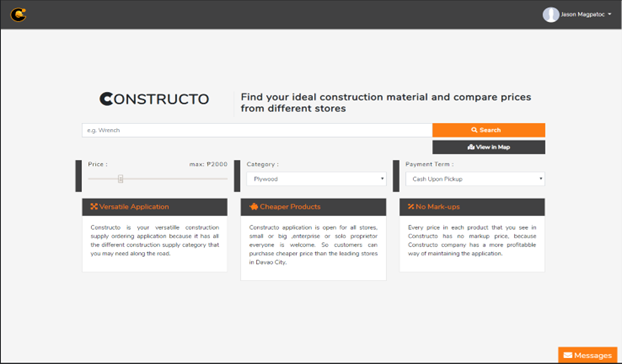 Jason Magpatoc
CONSTRUCTO
Find your ideal construction material and compare prices
from different stores
e.g. Wrench
Search
View in Map
Price :
max: ₱2000
Category :
Plywood
Payment Term :
Cash Upon Pickup
Versatile Application
Constructo is your versatille construction
supply ordering application because it has all
the different construction supply category that
you may need along the road.
Cheaper Products
Constructo application is open for all stores,
small or big ,enterprise or solo proprietor
everyone is welcome. So customers can
purchase cheaper price than the leading stores
in Davao City.
No Mark-ups
Every price in each product that you see in
Constructo has no markup price, because
Constructo company has a more profitabble
way of maintaining the application.
Messages